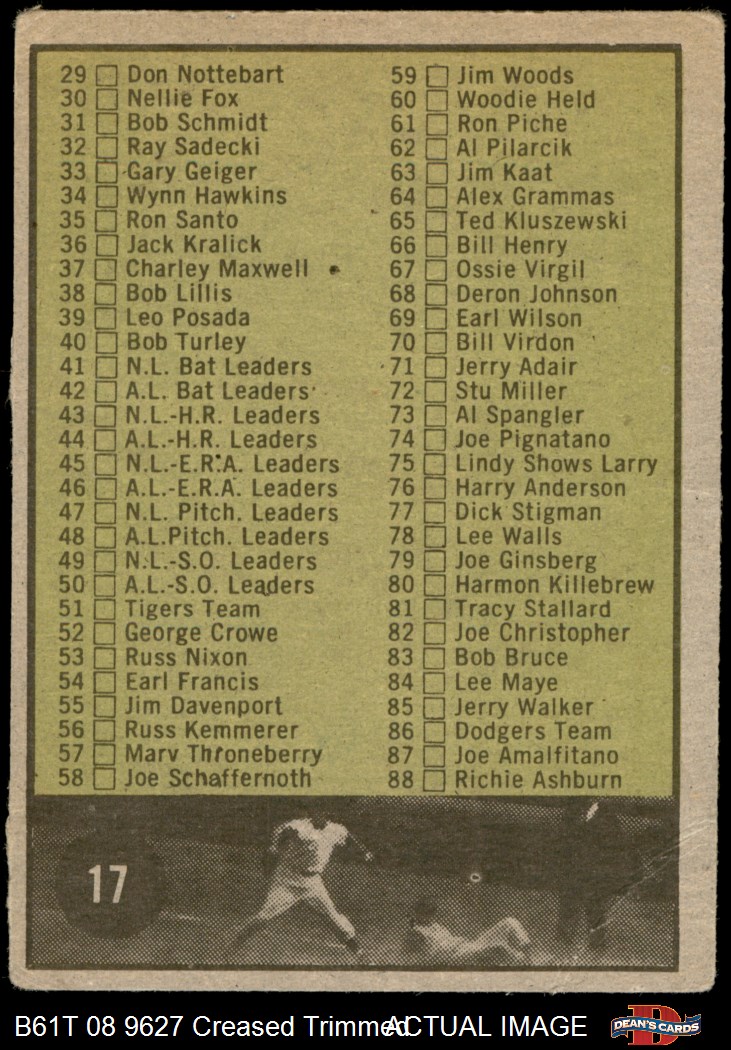 29 Don Nottebart
30 Nellie Fox
31 Bob Schmidt
32 Ray Sadecki
33 Gary Geiger
34 Wynn Hawkins
35 Ron Santo
36 Jack Kralick
37 Charley Maxwell
38 Bob Lillis
39 Leo Posada
40 Bob Turley
41 N.L. Bat Leaders
42 A.L. Bat Leaders
43 N.L.-H.R. Leaders
44 A.L.-H.R. Leaders
45 N.L.-E.R.A. Leaders
46 A.L.-E.R.A. Leaders
47 N.L. Pitch. Leaders
48 A.L.Pitch. Leaders
49 N.L.-S.O. Leaders
50 A.L.-S.O. Leaders
51 Tigers Team
52 George Crowe
53 Russ Nixon
54 Earl Francis
55 Jim Davenport
56 Russ Kemmerer
57 Marv Throneberry
58 Joe Schaffernoth
59 Jim Woods
60 Woodie Held
61 Ron Piche
62 Al Pilarcik
63 Jim Kaat
64 Alex Grammas
65 Ted Kluszewski
66 Bill Henry
67 Ossie Virgil
68 Deron Johnson
69 Earl Wilson
70 Bill Virdon
71 Jerry Adair
72 Stu Miller
73 Al Spangler
74 Joe Pignatano
75 Lindy Shows Larry
76 Harry Anderson
77 Dick Stigman
78 Lee Walls
79 Joe Ginsberg
80 Harmon Killebrew
81 Tracy Stallard
82 Joe Christopher
83 Bob Bruce
84 Lee Maye
85 Jerry Walker
86 Dodgers Team
87 Joe Amalfitano
88 Richie Ashburn
17
B61T 08 9627 Creased Trimmed
ACTUAL IMAGE
D
DEAN'S CARDS